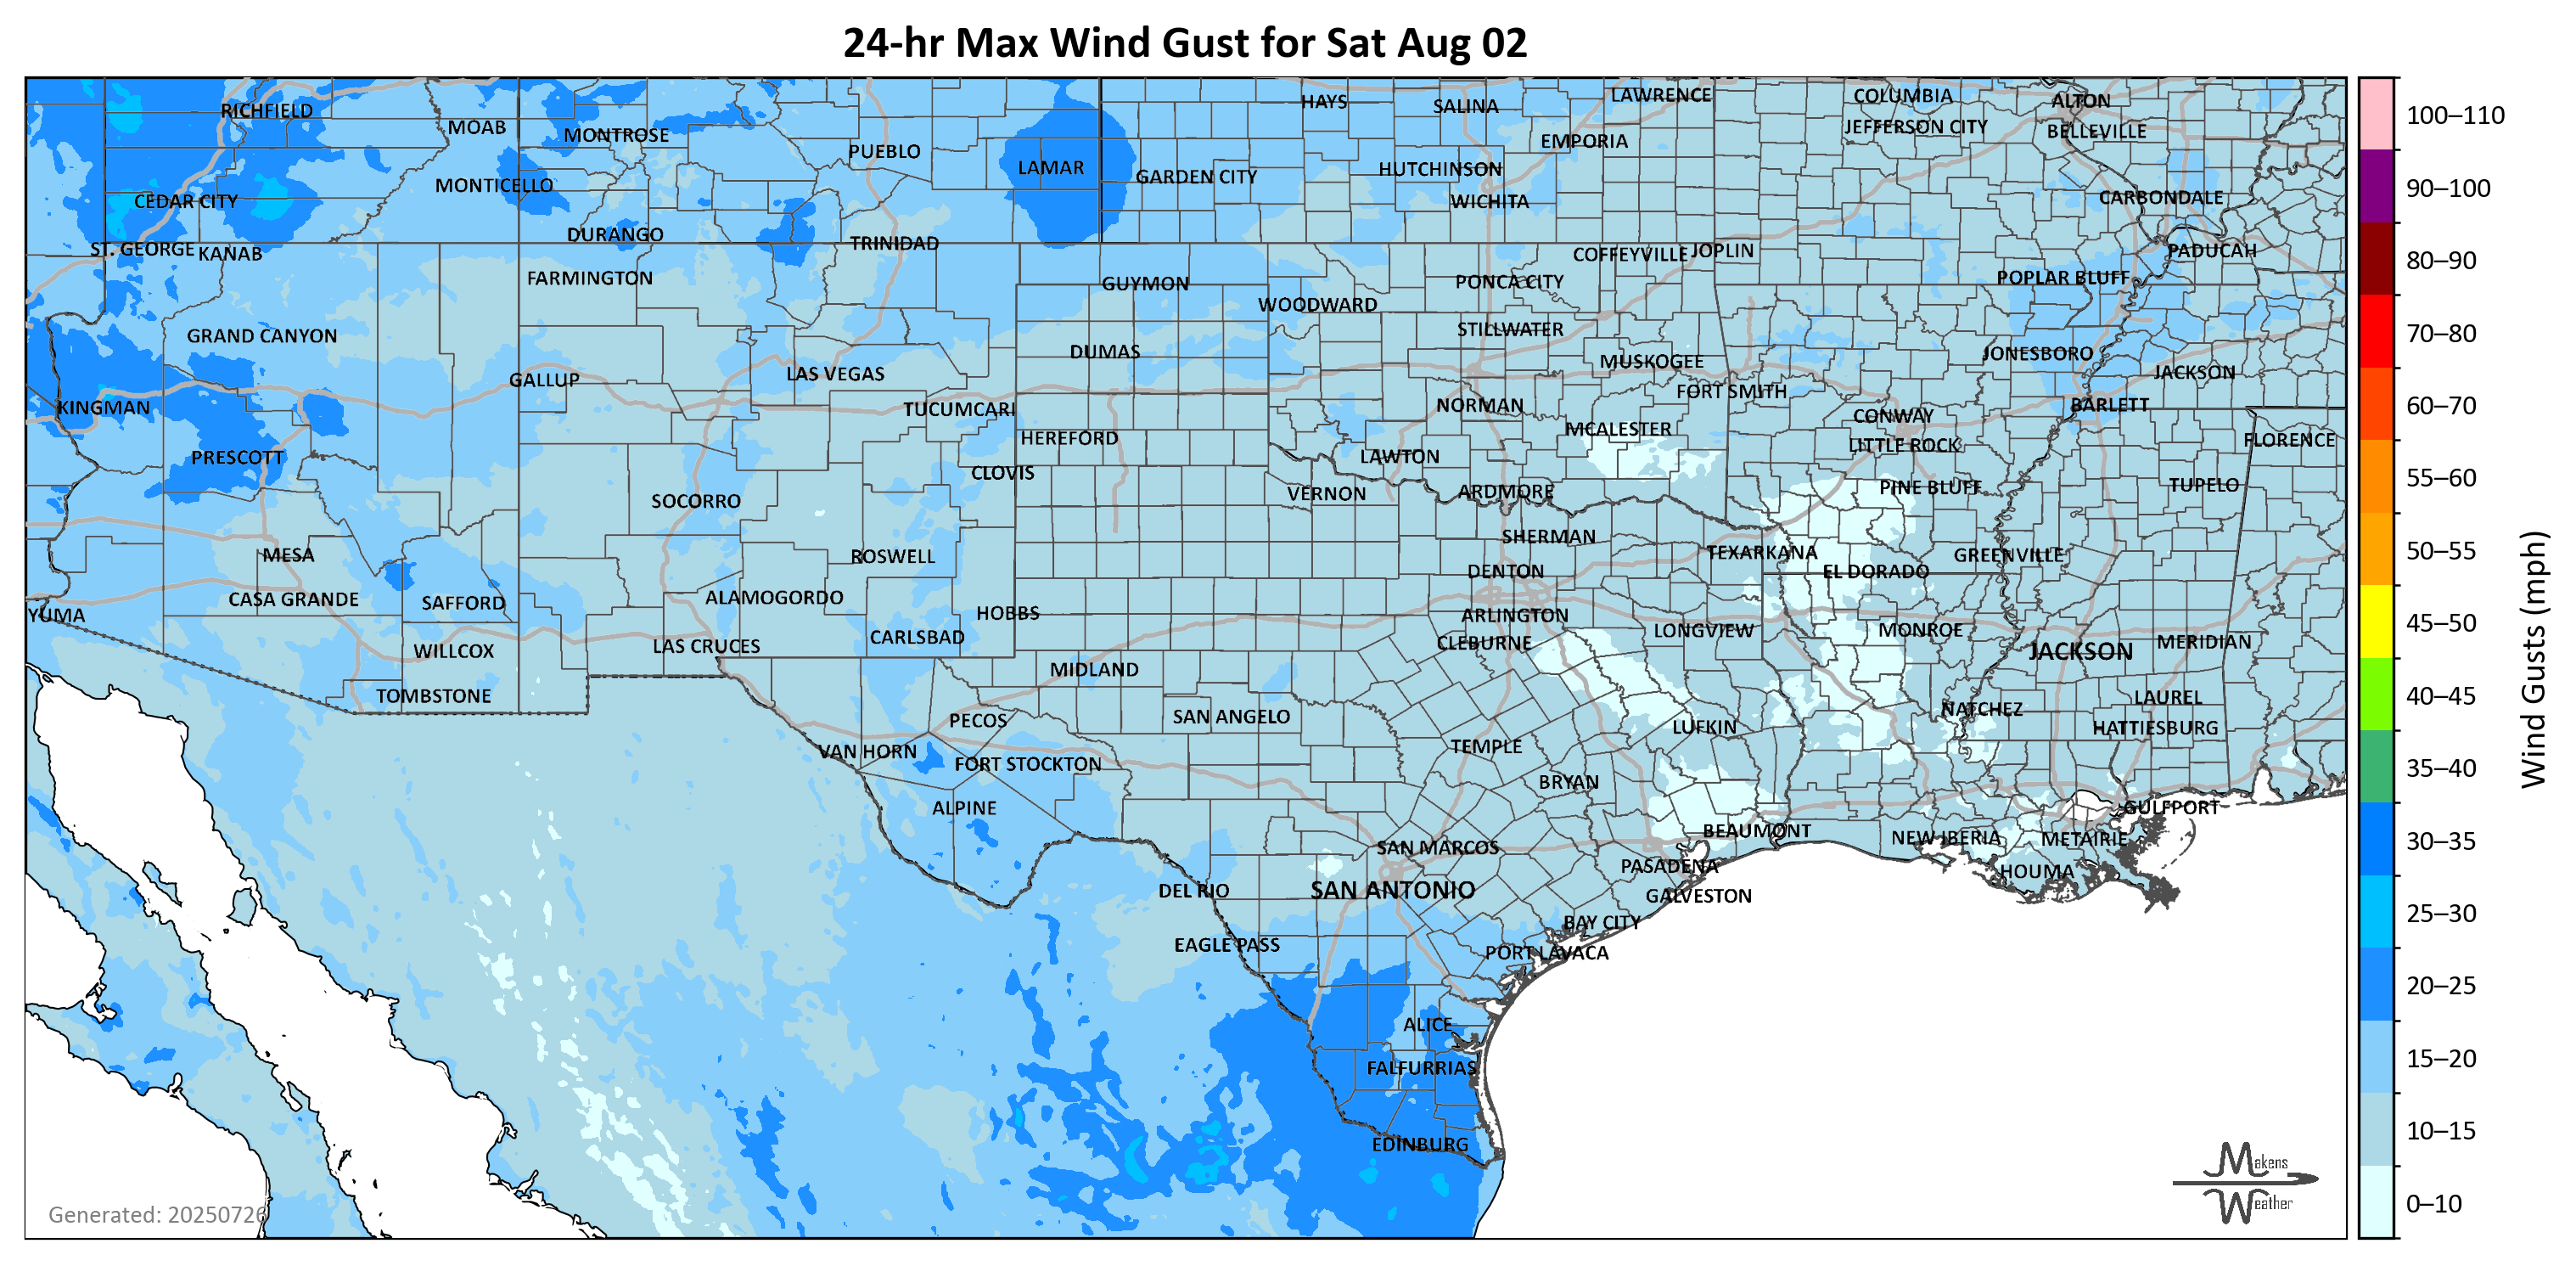 24-hr Max Wind Gust for Sat Aug 02
RICHFIELD
MOAB
MONTROSE
PUEBLO
LAMAR
HAYS
SALINA
LAWRENCE
COLUMBIA
ALTON
EMPORIA
JEFFERSON CITY
BELLEVILLE
MONTICELLO
GARDEN CITY
HUTCHINSON
CEDAR CITY
WICHITA
CARBONDALE
ST. GEORGE
KANAB
DURANGO
TRINIDAD
COFFEYVILLE
JOPLIN
PADUCAH
FARMINGTON
GUYMON
PONCA CITY
POPLAR BLUFF
WOODWARD
GRAND CANYON
STILLWATER
DUMAS
MUSKOGEE
JONESBORO
GALLUP
LAS VEGAS
FORT SMITH
JACKSON
KINGMAN
TUCUMCARI
NORMAN
CONWAY
BARLETT
HEREFORD
MCALESTER
LITTLE ROCK
FLORENCE
PRESCOTT
CLOVIS
LAWTON
SOCORRO
VERNON
ARDMORE
PINE BLUFF
TUPELO
MESA
ROSWELL
SHERMAN
TEXARKANA
GREENVILLE
DENTON
EL DORADO
YUMA
CASA GRANDE
SAFFORD
ALAMOGORDO
HOBBS
ARLINGTON
WILLCOX
LAS CRUCES
CARLSBAD
CLEBURNE
LONGVIEW
MONROE
JACKSON
MERIDIAN
MIDLAND
TOMBSTONE
PECOS
SAN ANGELO
LUFKIN
NATCHEZ
LAUREL
HATTIESBURG
VAN HORN
FORT STOCKTON
TEMPLE
BRYAN
ALPINE
GULFPORT
SAN MARCOS
BEAUMONT
NEW IBERIA
METAIRIE
DEL RIO
SAN ANTONIO
PASADENA
HOUMA
GALVESTON
EAGLE PASS
BAY CITY
PORT LAVACA
ALICE
FALFURRIAS
EDINBURG
Generated: 20250726
Makens
Weather
100–110
90–100
80–90
70–80
60–70
55–60
50–55
45–50
40–45
35–40
30–35
25–30
20–25
15–20
10–15
0–10
Wind Gusts (mph)